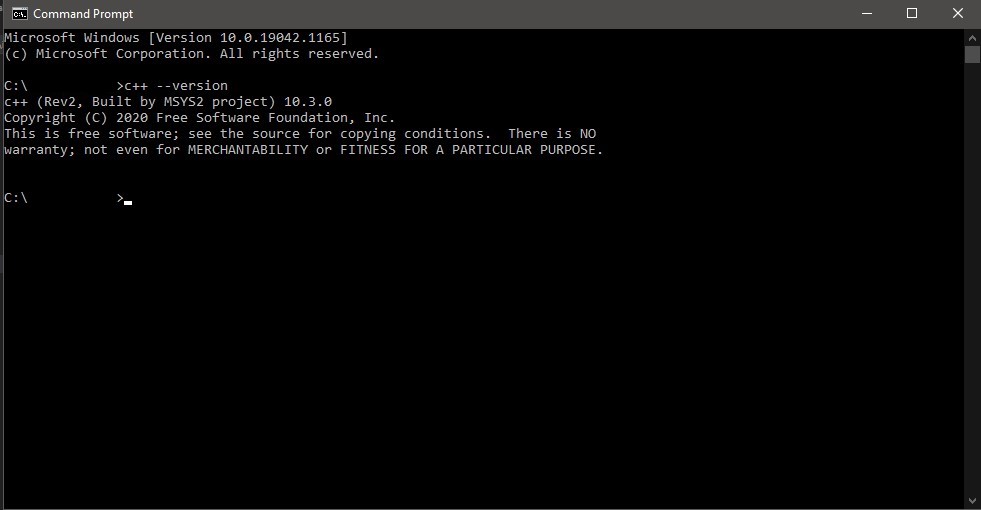 Command Prompt
Microsoft Windows [Version 10.0.19042.1165]
(c) Microsoft Corporation. All rights reserved.
C:\ >c++ --version
c++ (Rev2, Built by MSYS2 project) 10.3.0
Copyright (C) 2020 Free Software Foundation, Inc.
This is free software; see the source for copying conditions.  There is NO
warranty; not even for MERCHANTABILITY or FITNESS FOR A PARTICULAR PURPOSE.
C:\ >